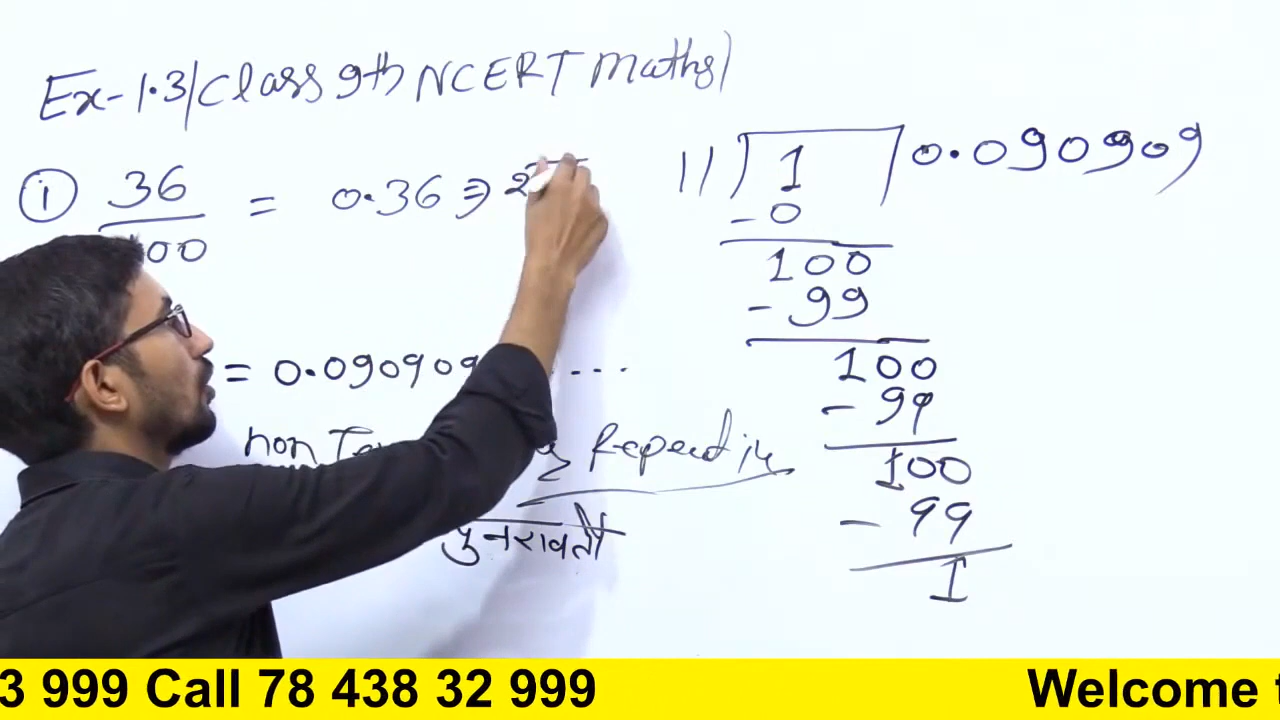 Ex-1.3/Class 9th NCERT Maths)
i 36/100 = 0.36 ⇒
= 0.090909 ...
non Repeating
पुनरावर्ती
11) 1 0.090909
-0
100
- 99
100
- 99
100
- 99
1
3 999 Call 78 438 32 999 Welcome